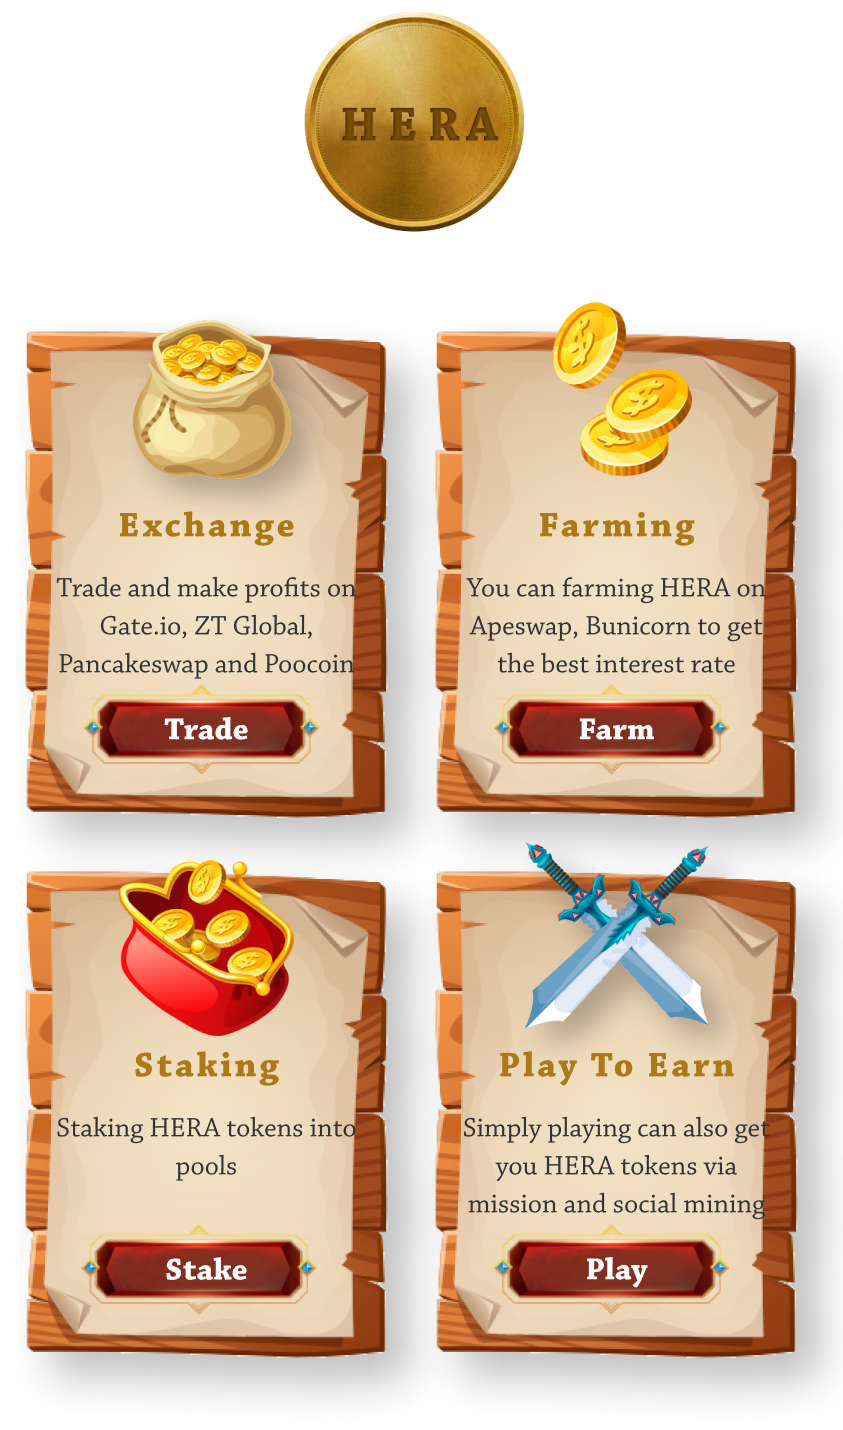 HERA
Exchange
Trade and make profits on
Gate.io, ZT Global,
Pancakeswap and Poocoin
Trade
Farming
You can farming HERA on
Apeswap, Bunicorn to get
the best interest rate
Farm
Staking
Staking HERA tokens into
pools
Stake
Play To Earn
Simply playing can also get
you HERA tokens via
mission and social mining
Play